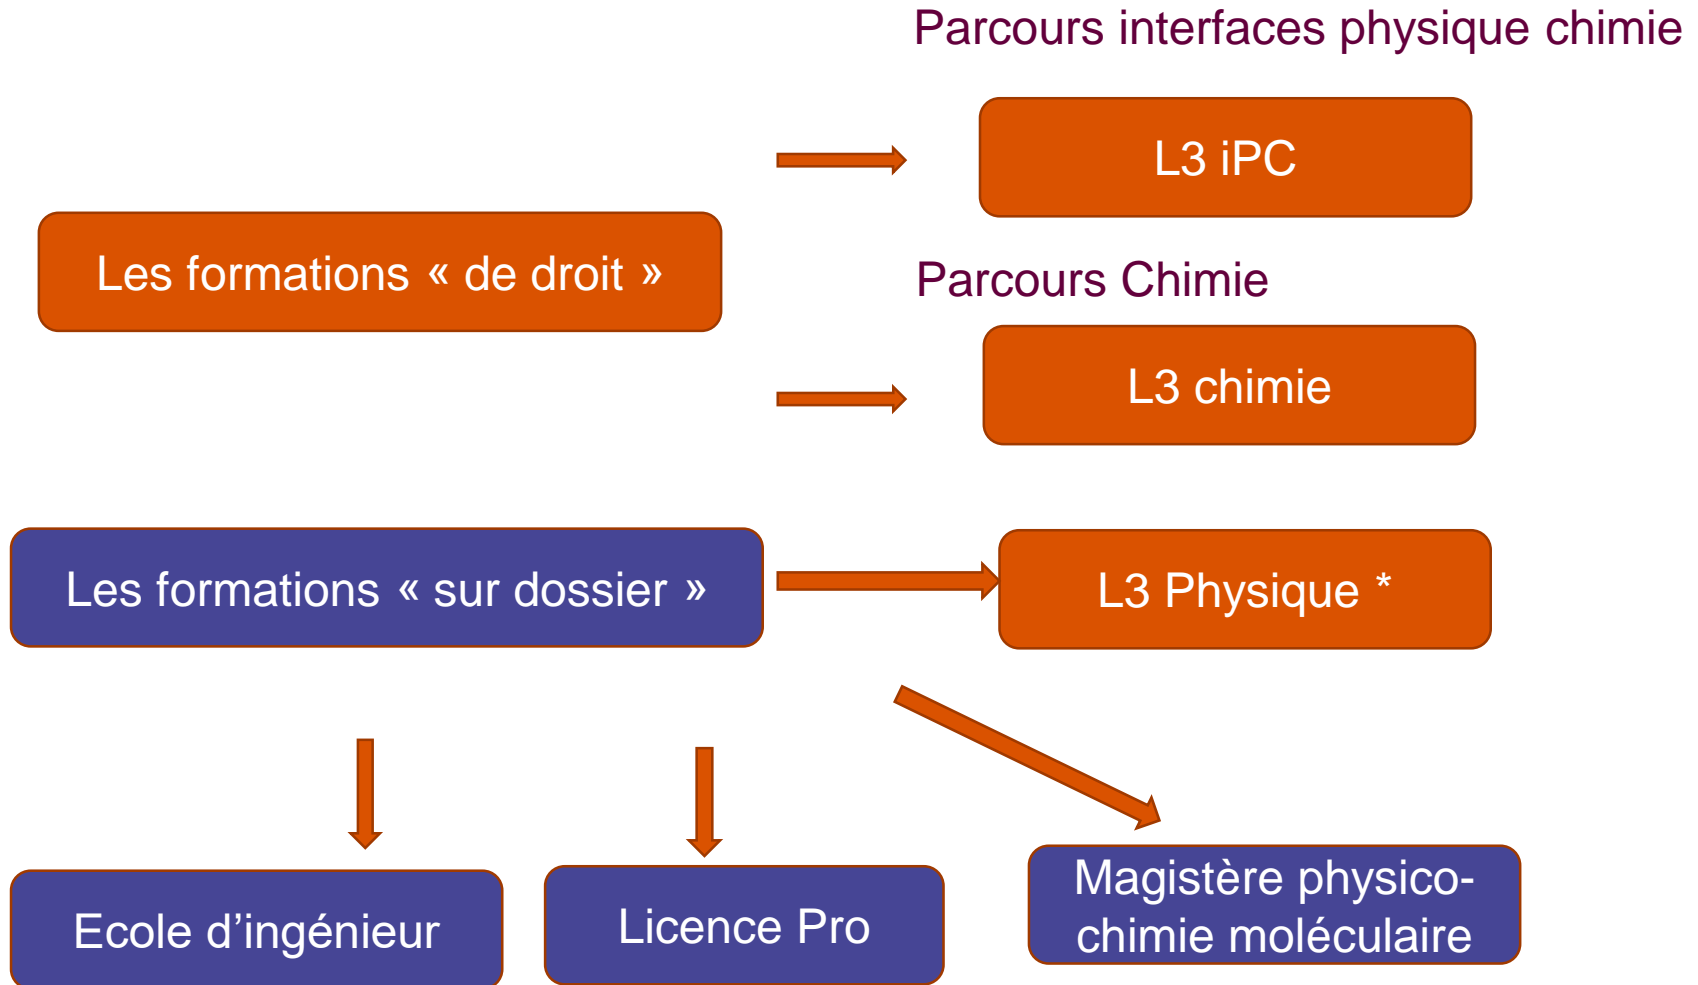 Parcours interfaces physique chimie
L3 iPC
Les formations « de droit »
Parcours Chimie
L3 chimie
Les formations « sur dossier »
L3 Physique *
Ecole d’ingénieur
Licence Pro
Magistère physico-
chimie moléculaire